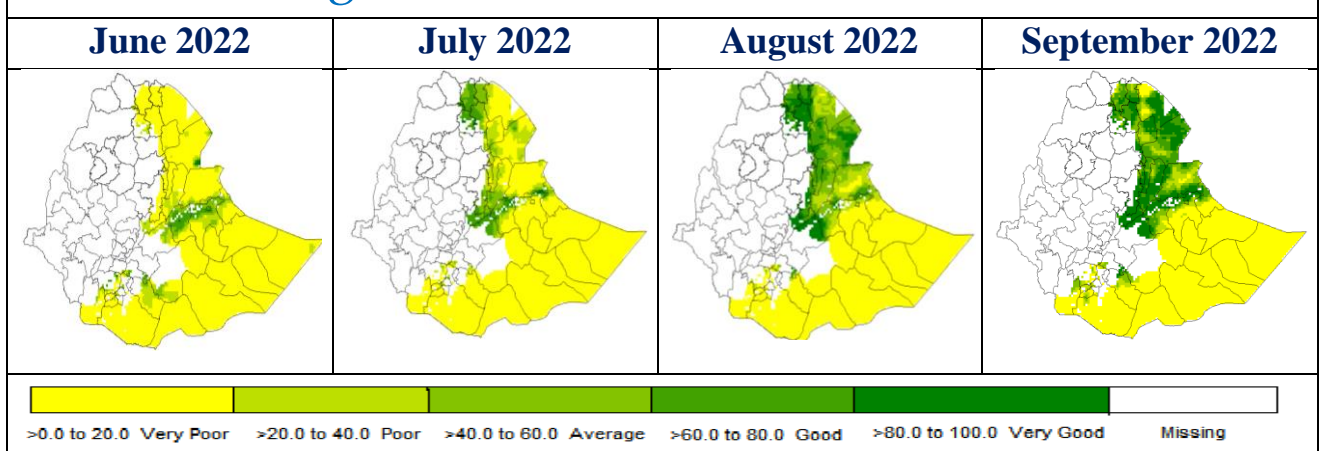 June 2022
July 2022
August 2022
September 2022
>0.0 to 20.0 Very Poor
>20.0 to 40.0 Poor
>40.0 to 60.0 Average
>60.0 to 80.0 Good
>80.0 to 100.0 Very Good
Missing